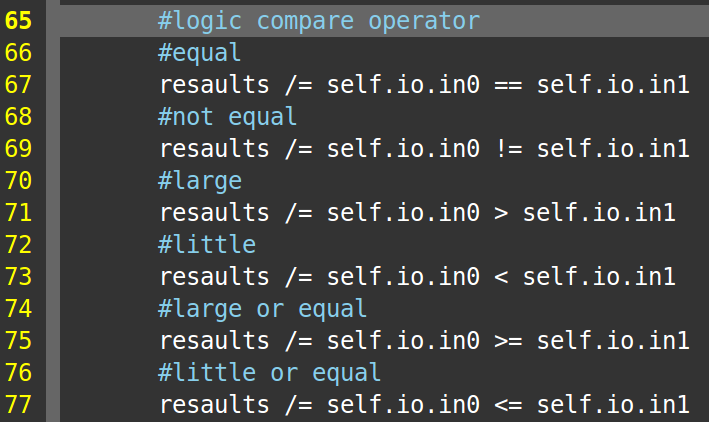 65 #logic compare operator
66 #equal
67 resaults /= self.io.in0 == self.io.in1
68 #not equal
69 resaults /= self.io.in0 != self.io.in1
70 #large
71 resaults /= self.io.in0 > self.io.in1
72 #little
73 resaults /= self.io.in0 < self.io.in1
74 #large or equal
75 resaults /= self.io.in0 >= self.io.in1
76 #little or equal
77 resaults /= self.io.in0 <= self.io.in1